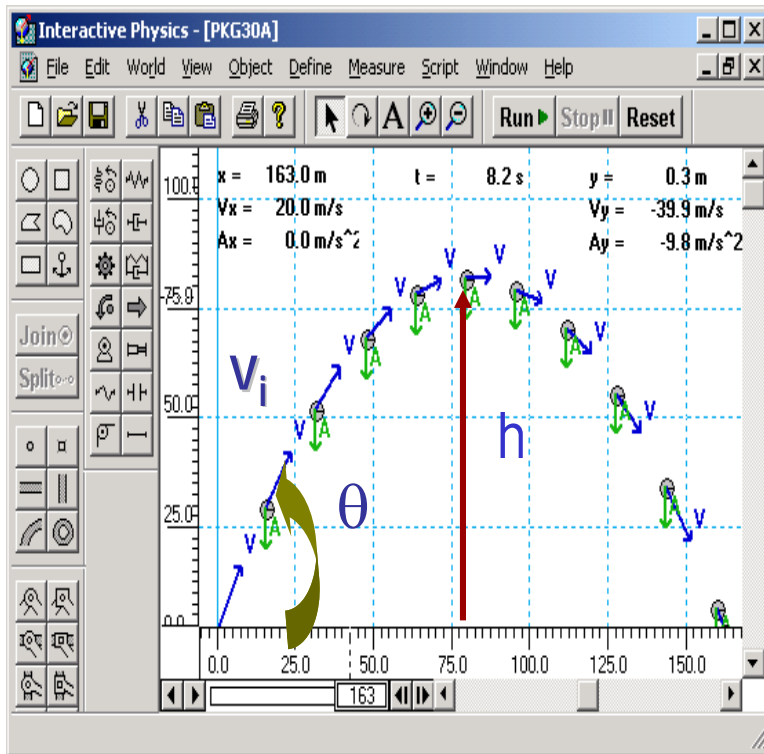 Interactive Physics - [PKG30A]
File Edit World View Object Define Measure Script Window Help
A Run Stop Reset
x = 163.0 m t = 8.2 s y = 0.3 m
Vx = 20.0 m/s Vy = -39.9 m/s
Ax = 0.0 m/s^2 Ay = -9.8 m/s^2
100.0
75.0
50.0
25.0
0.0
Join
Split
V V V V V V V V V V
A A A A A A A A A
vi
θ
h
0.0 25.0 50.0 75.0 100.0 125.0 150.0
163